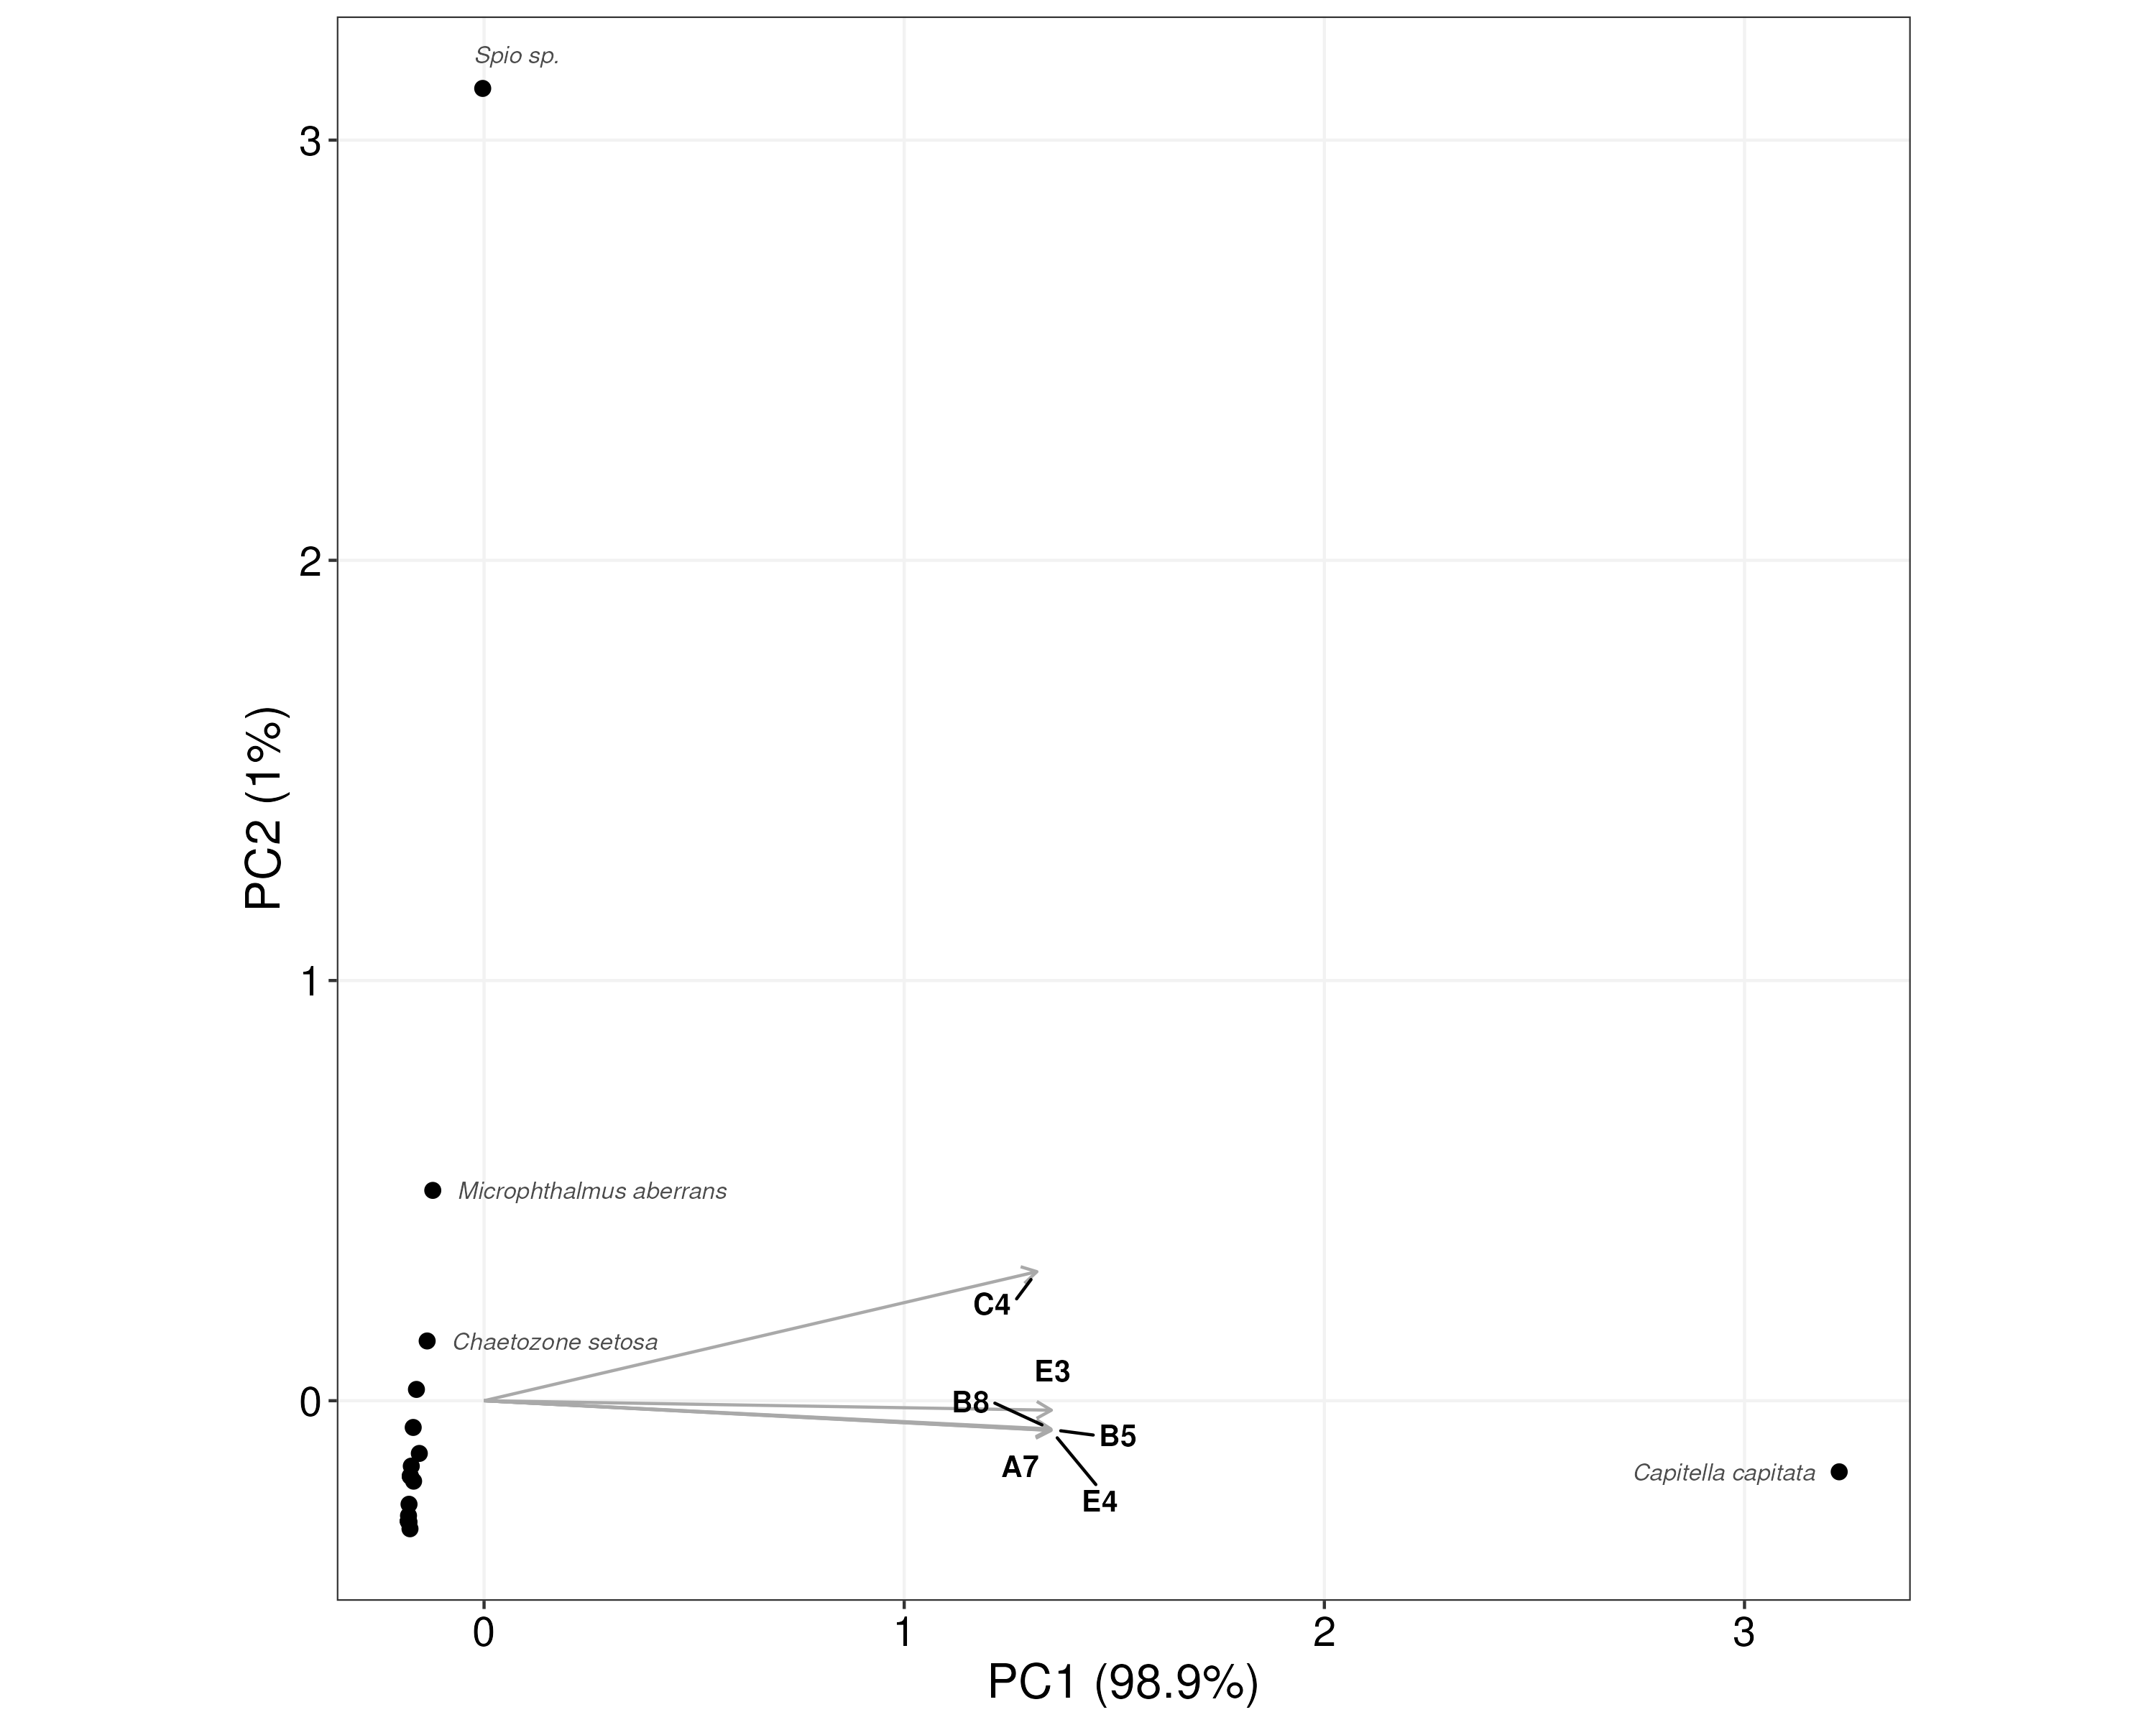 Spio sp.
3
2
PC2 (1%)
1
Microphthalmus aberrans
C4
Chaetozone setosa
E3
0
B8
B5
A7
Capitella capitata
E4
0
1
2
3
PC1 (98.9%)